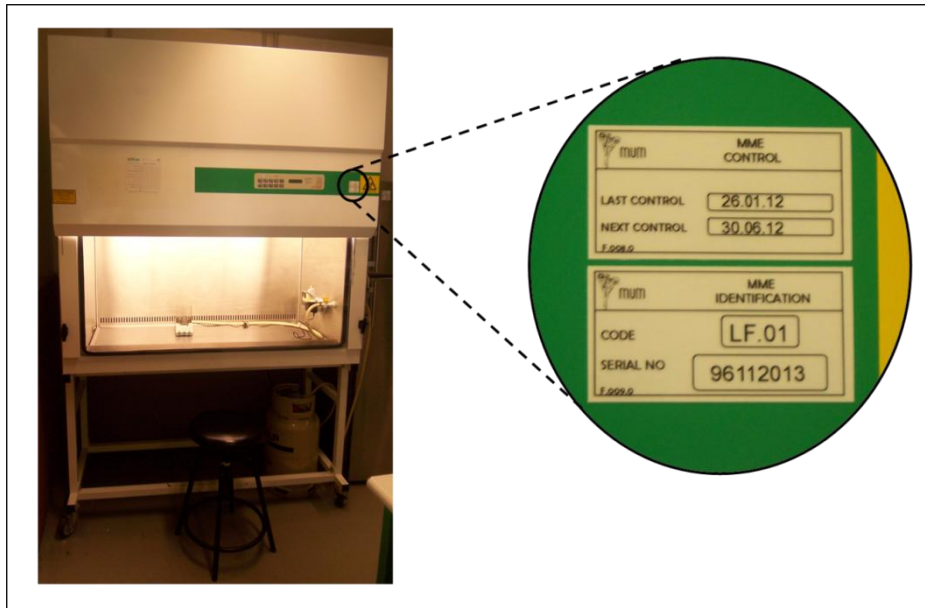 mum
MME
CONTROL
LAST CONTROL 26.01.12
NEXT CONTROL 30.06.12
F.008.0
mum
MME
IDENTIFICATION
CODE LF.01
SERIAL NO 96112013
F.009.0